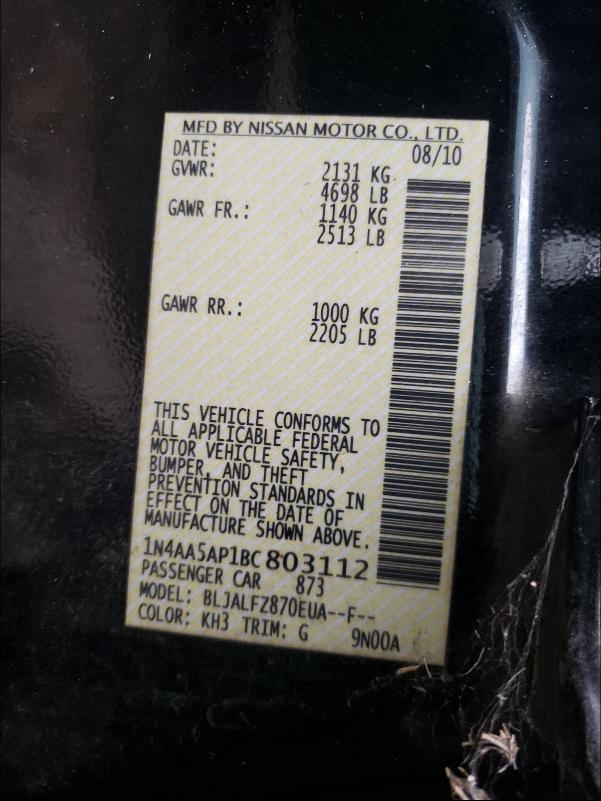 MFD BY NISSAN MOTOR CO., LTD.
DATE: 08/10
GVWR: 2131 KG
4698 LB
GAWR FR.: 1140 KG
2513 LB
GAWR RR.: 1000 KG
2205 LB
THIS VEHICLE CONFORMS TO
ALL APPLICABLE FEDERAL
MOTOR VEHICLE SAFETY,
BUMPER, AND THEFT
PREVENTION STANDARDS IN
EFFECT ON THE DATE OF
MANUFACTURE SHOWN ABOVE.
1N4AA5AP1BC803112
PASSENGER CAR 873
MODEL: BLJALFZ870EUA--F--
COLOR: KH3 TRIM: G 9N00A